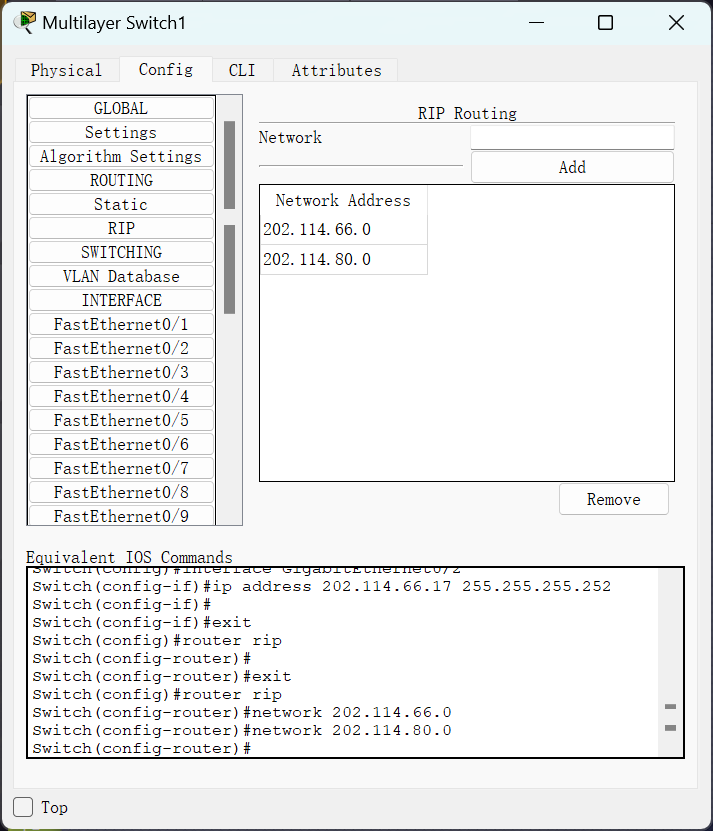 Multilayer Switch1
Physical Config CLI Attributes
GLOBAL
Settings
Algorithm Settings
ROUTING
Static
RIP
SWITCHING
VLAN Database
INTERFACE
FastEthernet0/1
FastEthernet0/2
FastEthernet0/3
FastEthernet0/4
FastEthernet0/5
FastEthernet0/6
FastEthernet0/7
FastEthernet0/8
FastEthernet0/9
RIP Routing
Network
Add
Network Address
202.114.66.0
202.114.80.0
Remove
Equivalent IOS Commands
Switch(config)#interface GigabitEthernet0/2
Switch(config-if)#ip address 202.114.66.17 255.255.255.252
Switch(config-if)#
Switch(config-if)#exit
Switch(config)#router rip
Switch(config-router)#
Switch(config-router)#exit
Switch(config)#router rip
Switch(config-router)#network 202.114.66.0
Switch(config-router)#network 202.114.80.0
Switch(config-router)#
Top